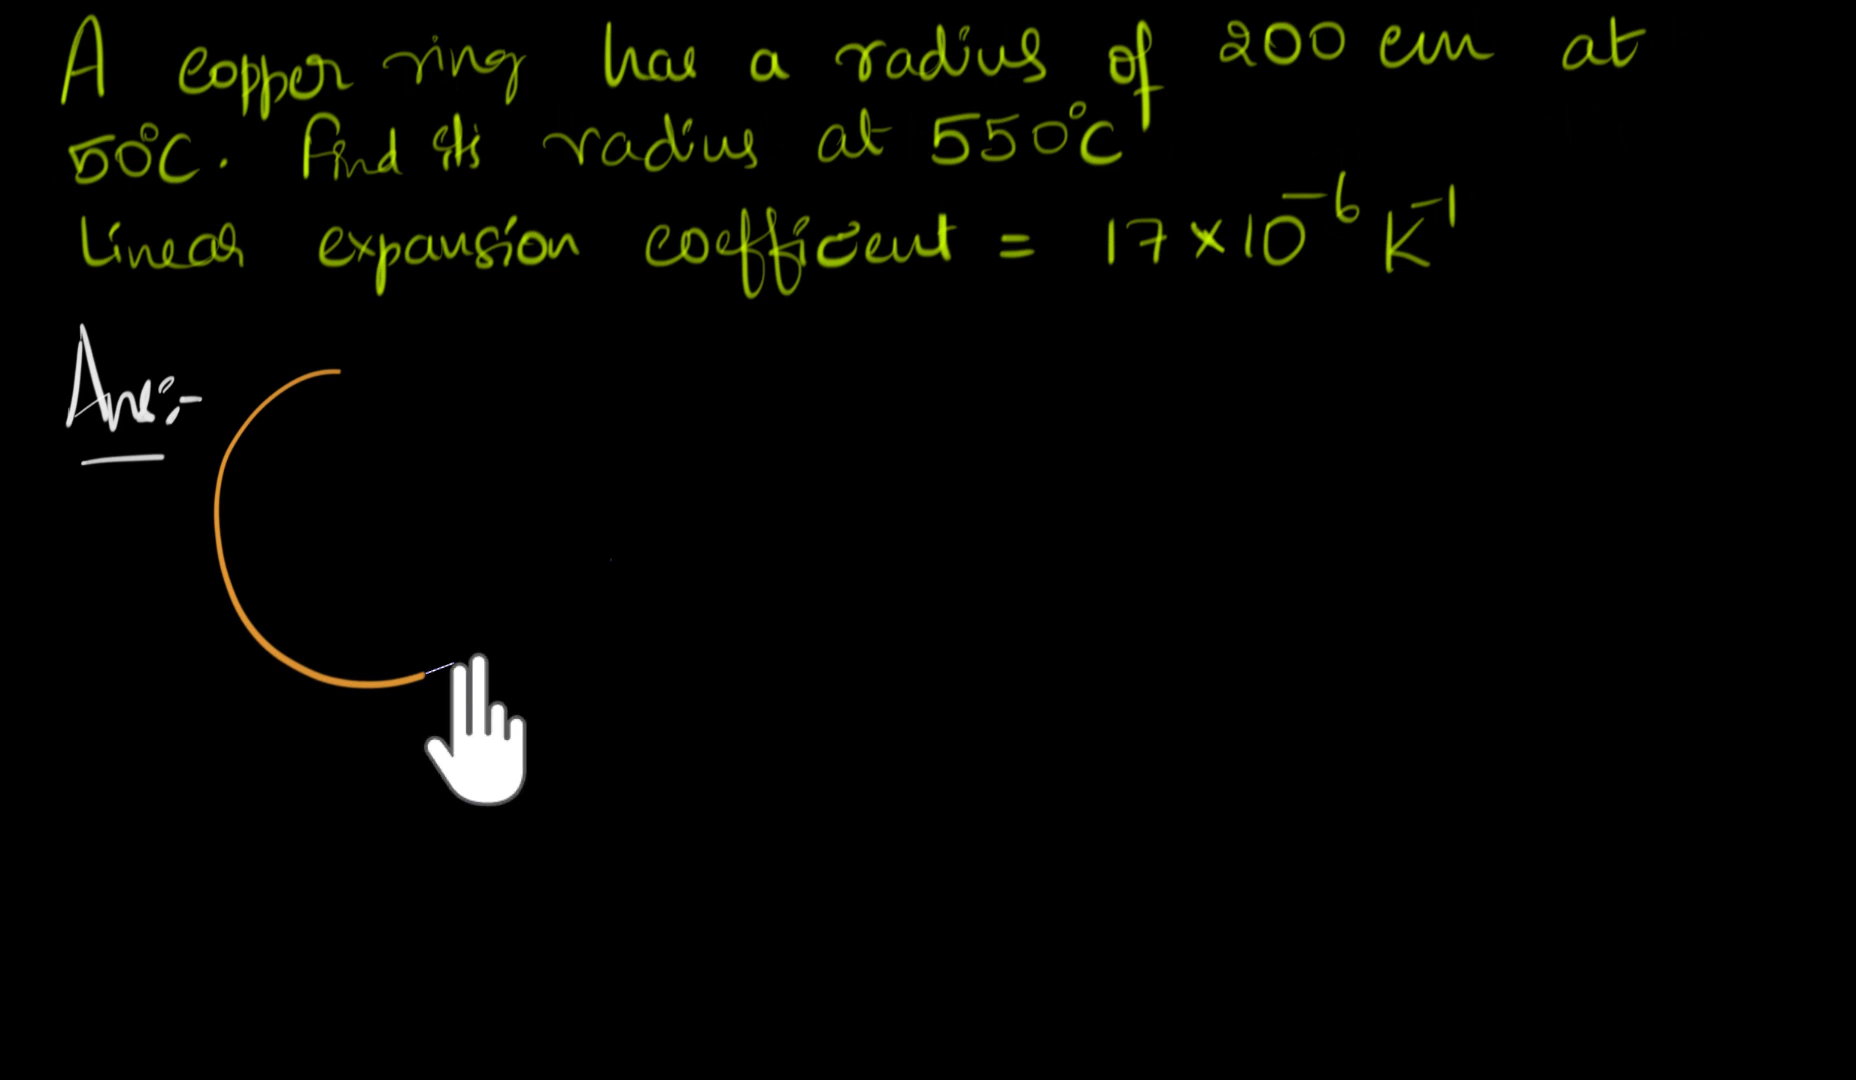 A copper ring has a radius of 200 cm at
50°C. Find its radius at 550°C
Linear expansion coefficient = 17 × 10⁻⁶ K⁻¹
Ans:-